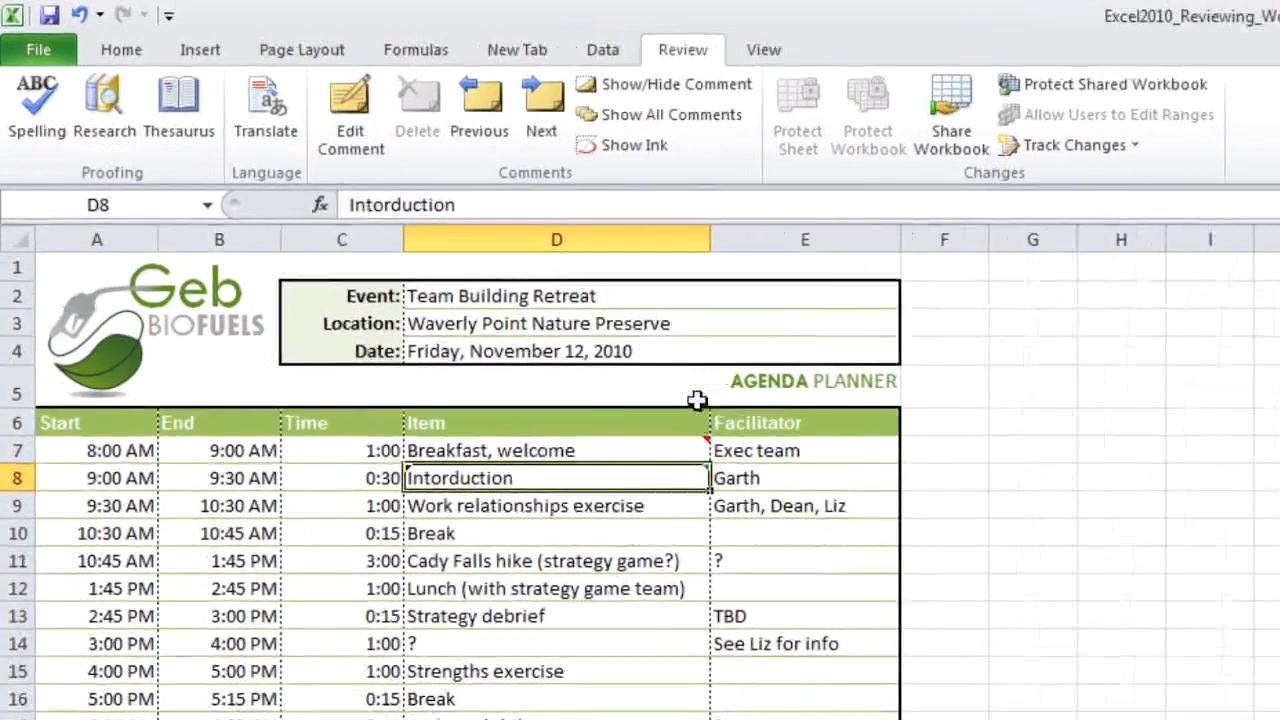 Excel2010_Reviewing_W
File Home Insert Page Layout Formulas New Tab Data Review View
ABC Show/Hide Comment Protect Shared Workbook
Show All Comments Allow Users to Edit Ranges
Spelling Research Thesaurus Translate Edit Comment Delete Previous Next Show Ink Protect Sheet Protect Workbook Share Workbook Track Changes
Proofing Language Comments Changes
D8 fx Intorduction
A B C D E F G H I
1
Geb
BIOFUELS
2 Event: Team Building Retreat
3 Location: Waverly Point Nature Preserve
4 Date: Friday, November 12, 2010
5 AGENDA PLANNER
6 Start End Time Item Facilitator
7 8:00 AM 9:00 AM 1:00 Breakfast, welcome Exec team
8 9:00 AM 9:30 AM 0:30 Intorduction Garth
9 9:30 AM 10:30 AM 1:00 Work relationships exercise Garth, Dean, Liz
10 10:30 AM 10:45 AM 0:15 Break
11 10:45 AM 1:45 PM 3:00 Cady Falls hike (strategy game?) ?
12 1:45 PM 2:45 PM 1:00 Lunch (with strategy game team)
13 2:45 PM 3:00 PM 0:15 Strategy debrief TBD
14 3:00 PM 4:00 PM 1:00 ? See Liz for info
15 4:00 PM 5:00 PM 1:00 Strengths exercise
16 5:00 PM 5:15 PM 0:15 Break